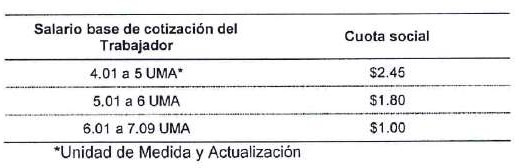 Salario base de cotización del Trabajador Cuota social
4.01 a 5 UMA* $2.45
5.01 a 6 UMA $1.80
6.01 a 7.09 UMA $1.00
*Unidad de Medida y Actualización